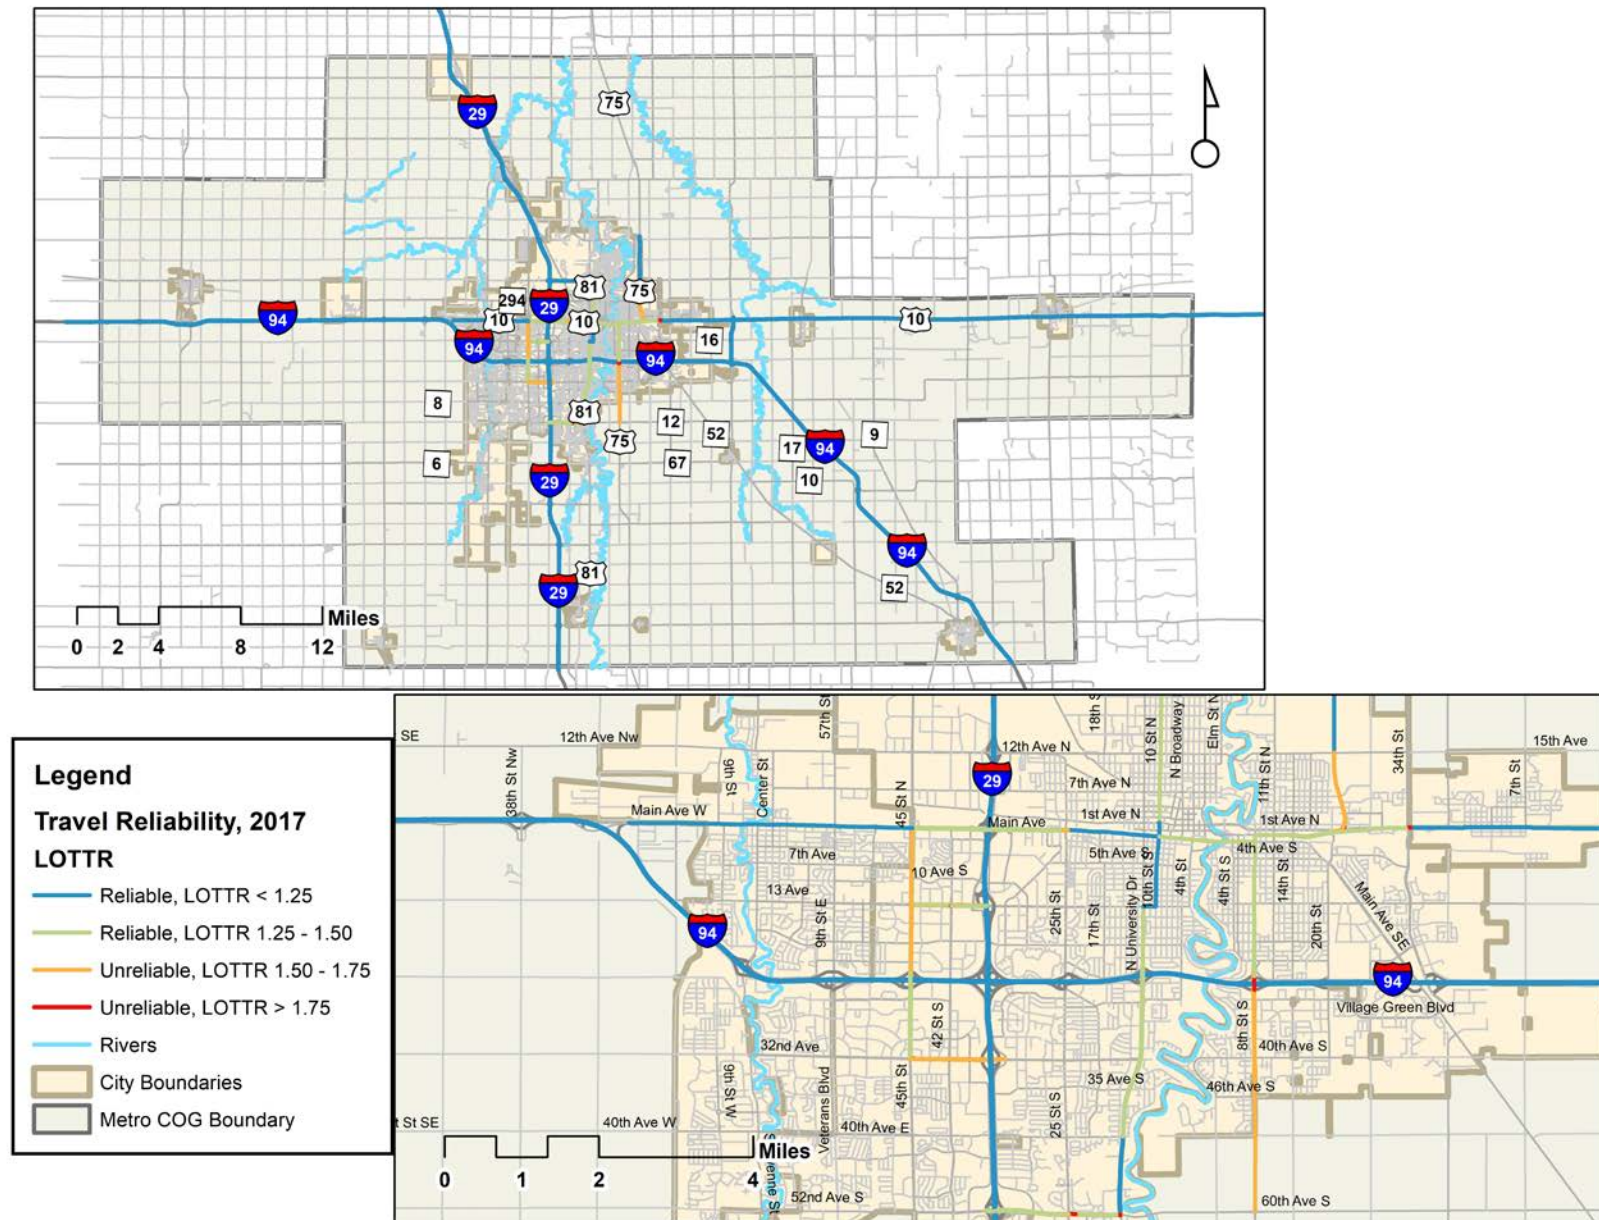 75
29
81
294
29
75
94
10
10
10
94
94
16
8
81
12
52
9
75
17
94
6
67
10
29
94
81
52
29
Miles
0 2 4 8 12
Legend
Travel Reliability, 2017
LOTTR
Reliable, LOTTR < 1.25
Reliable, LOTTR 1.25 - 1.50
Unreliable, LOTTR 1.50 - 1.75
Unreliable, LOTTR > 1.75
Rivers
City Boundaries
Metro COG Boundary
SE
12th Ave Nw
57th St
10 St N
N Broadway
Elm St N
34th St
15th Ave
12th Ave N
38th St Nw
9th St
Center St
29
7th Ave N
11th St N
7th St
Main Ave W
45 St N
Main Ave
1st Ave N
1st Ave N
7th Ave
5th Ave S
4th Ave S
10 Ave S
10th St S
4th St
4th St S
14th St
13 Ave
Main Ave SE
9th St E
25th St
17th St
N University Dr
20th St
94
94
Village Green Blvd
42 St S
8th St S
32nd Ave
40th Ave S
9th St W
Veterans Blvd
45th St
35 Ave S
46th Ave S
25 St S
t St SE
40th Ave W
40th Ave E
Miles
0 1 2 4
52nd Ave S
60th Ave S